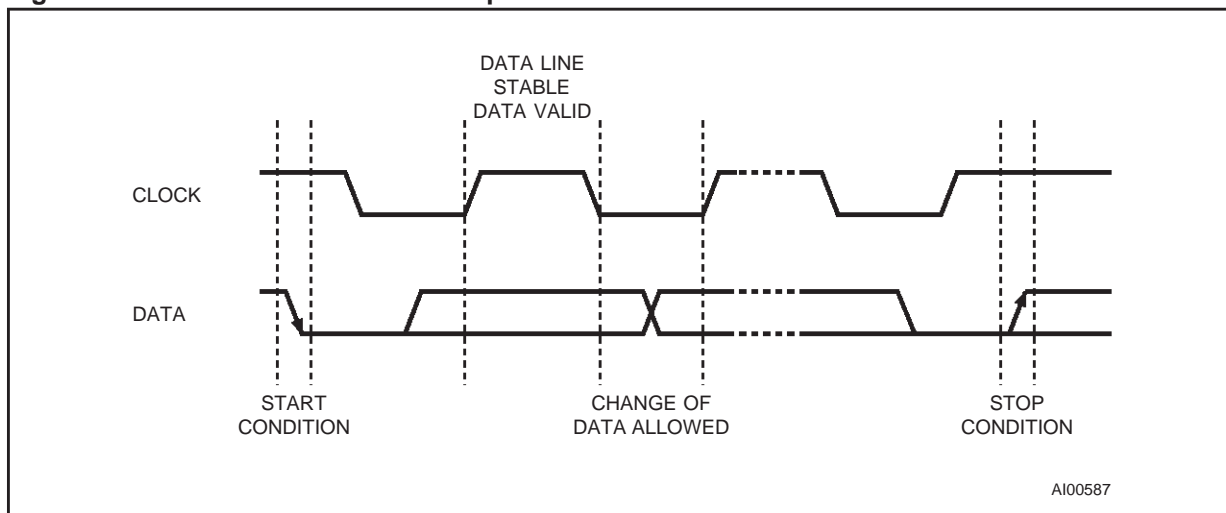 DATA LINE
STABLE
DATA VALID
CLOCK
DATA
START
CONDITION
CHANGE OF
DATA ALLOWED
STOP
CONDITION
AI00587